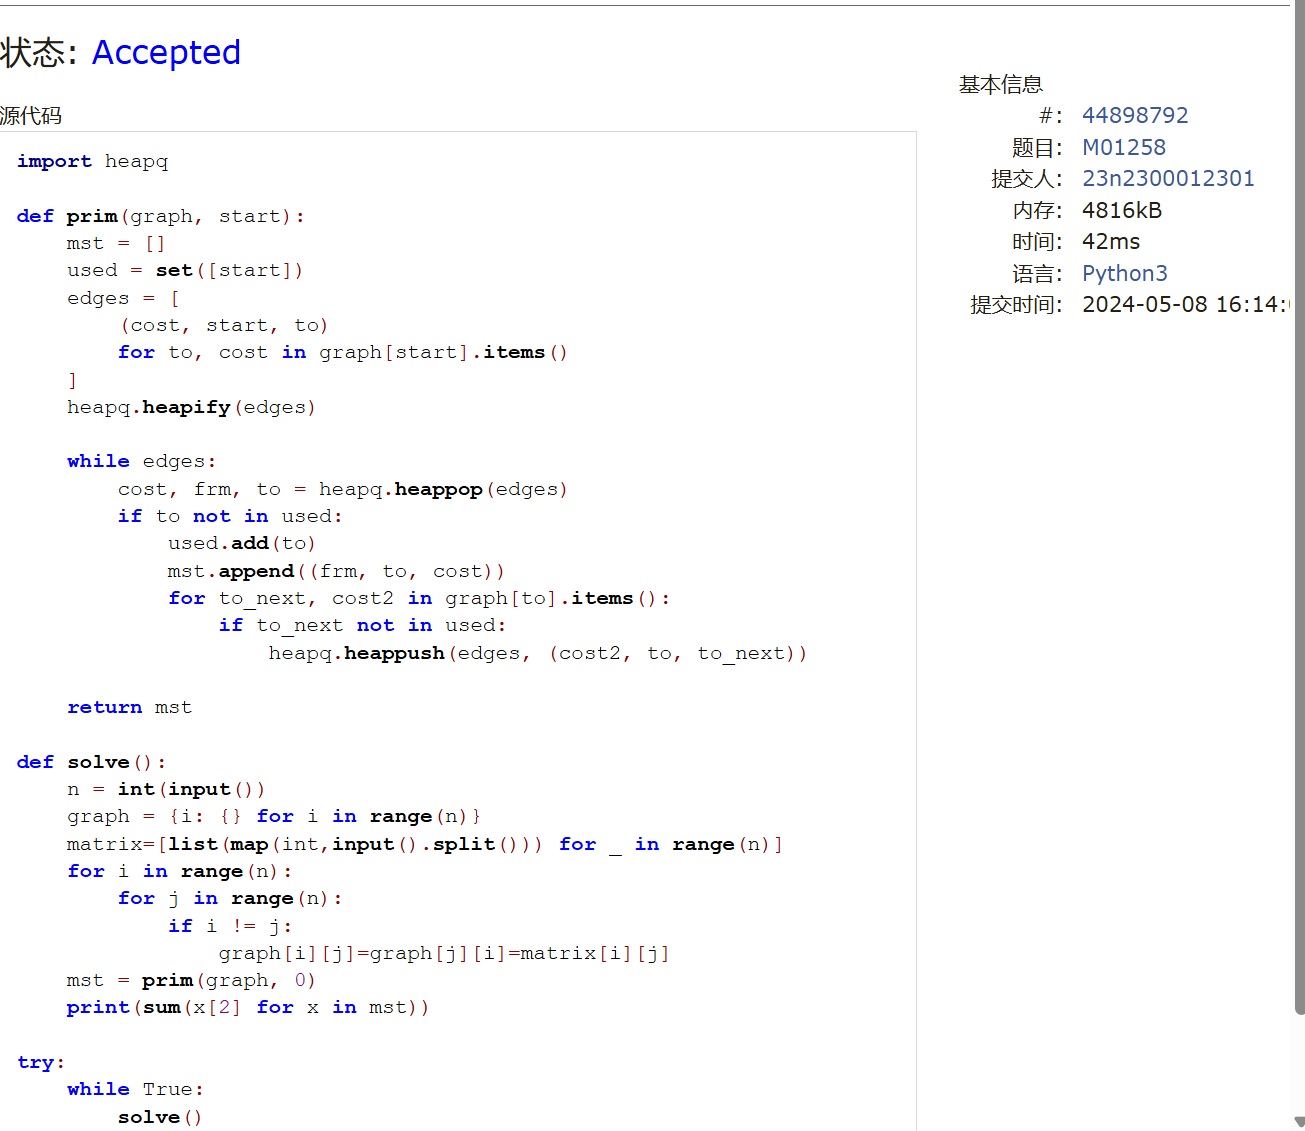 状态: Accepted
源代码
import heapq
def prim(graph, start):
    mst = []
    used = set([start])
    edges = [
        (cost, start, to)
        for to, cost in graph[start].items()
    ]
    heapq.heapify(edges)
    while edges:
        cost, frm, to = heapq.heappop(edges)
        if to not in used:
            used.add(to)
            mst.append((frm, to, cost))
            for to_next, cost2 in graph[to].items():
                if to_next not in used:
                    heapq.heappush(edges, (cost2, to, to_next))
    return mst
def solve():
    n = int(input())
    graph = {i: {} for i in range(n)}
    matrix=[list(map(int,input().split())) for _ in range(n)]
    for i in range(n):
        for j in range(n):
            if i != j:
                graph[i][j]=graph[j][i]=matrix[i][j]
    mst = prim(graph, 0)
    print(sum(x[2] for x in mst))
try:
    while True:
        solve()
基本信息
#: 44898792
题目: M01258
提交人: 23n2300012301
内存: 4816kB
时间: 42ms
语言: Python3
提交时间: 2024-05-08 16:14: